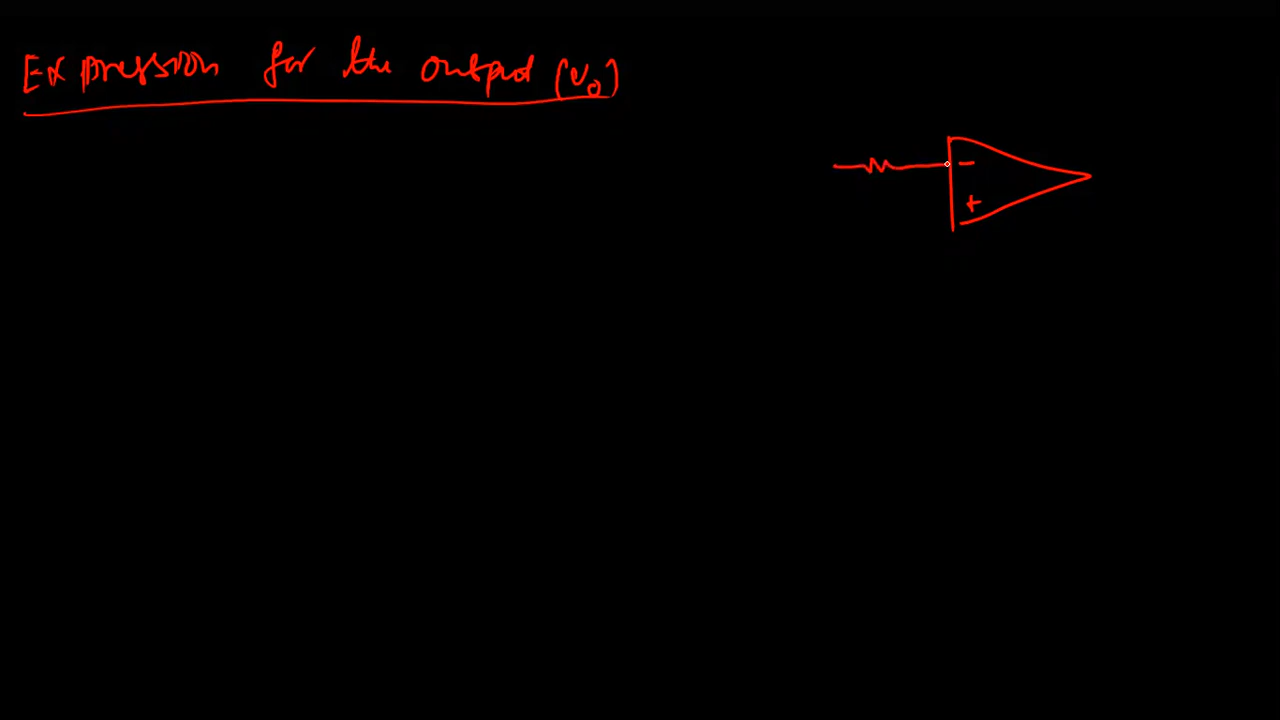 Expression for the output (v₀)
-
+